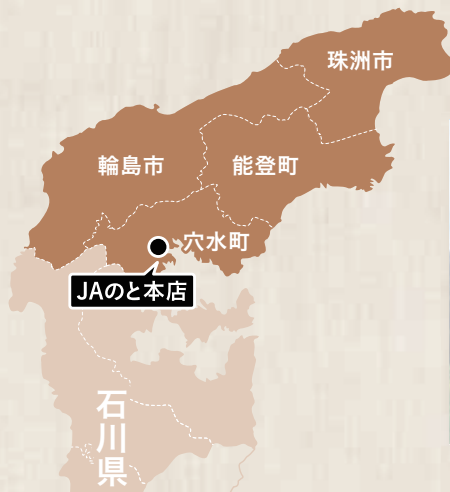 珠洲市
輪島市
能登町
穴水町
JAのと本店
石川県